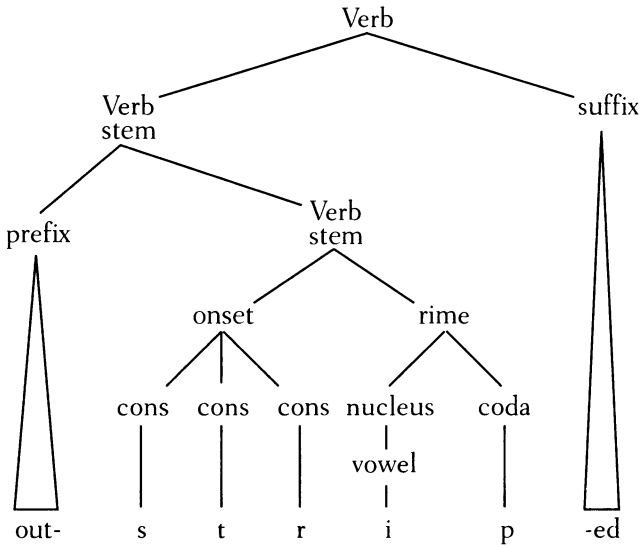 Verb
Verb
stem
suffix
prefix
Verb
stem
onset
rime
cons cons cons nucleus coda
vowel
out- s t r i p -ed